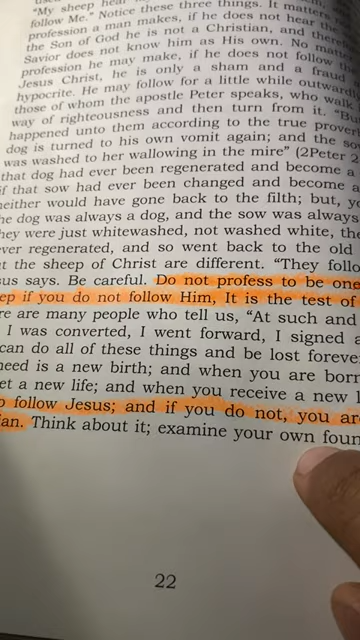 "My sheep hear
follow Me." Notice these three things. It matters
profession a man makes, if he does not hear the
the Son of God he is not a Christian, and
Savior does not know him as His own. No
profession he may make, if he does not follow
Jesus Christ, he is only a sham and a fraud
hypocrite. He may follow for a little while outward
those of whom the apostle Peter speaks, who walk
way of righteousness and then turn from it. "Bu
happened unto them according to the true prover
dog is turned to his own vomit again; and the so
was washed to her wallowing in the mire" (2Peter 2
that dog had ever been regenerated and become a
if that sow had ever been changed and become a
neither would have gone back to the filth; but, y
he dog was always a dog, and the sow was always
hey were just whitewashed, not washed white, the
ver regenerated, and so went back to the old
t the sheep of Christ are different. "They follo
sus says. Be careful. Do not profess to be one
ep if you do not follow Him, It is the test of
re are many people who tell us, "At such and
I was converted, I went forward, I signed a
can do all of these things and be lost foreve
need is a new birth; and when you are born
et a new life; and when you receive a new l
o follow Jesus; and if you do not, you ar
ian. Think about it; examine your own foun
22